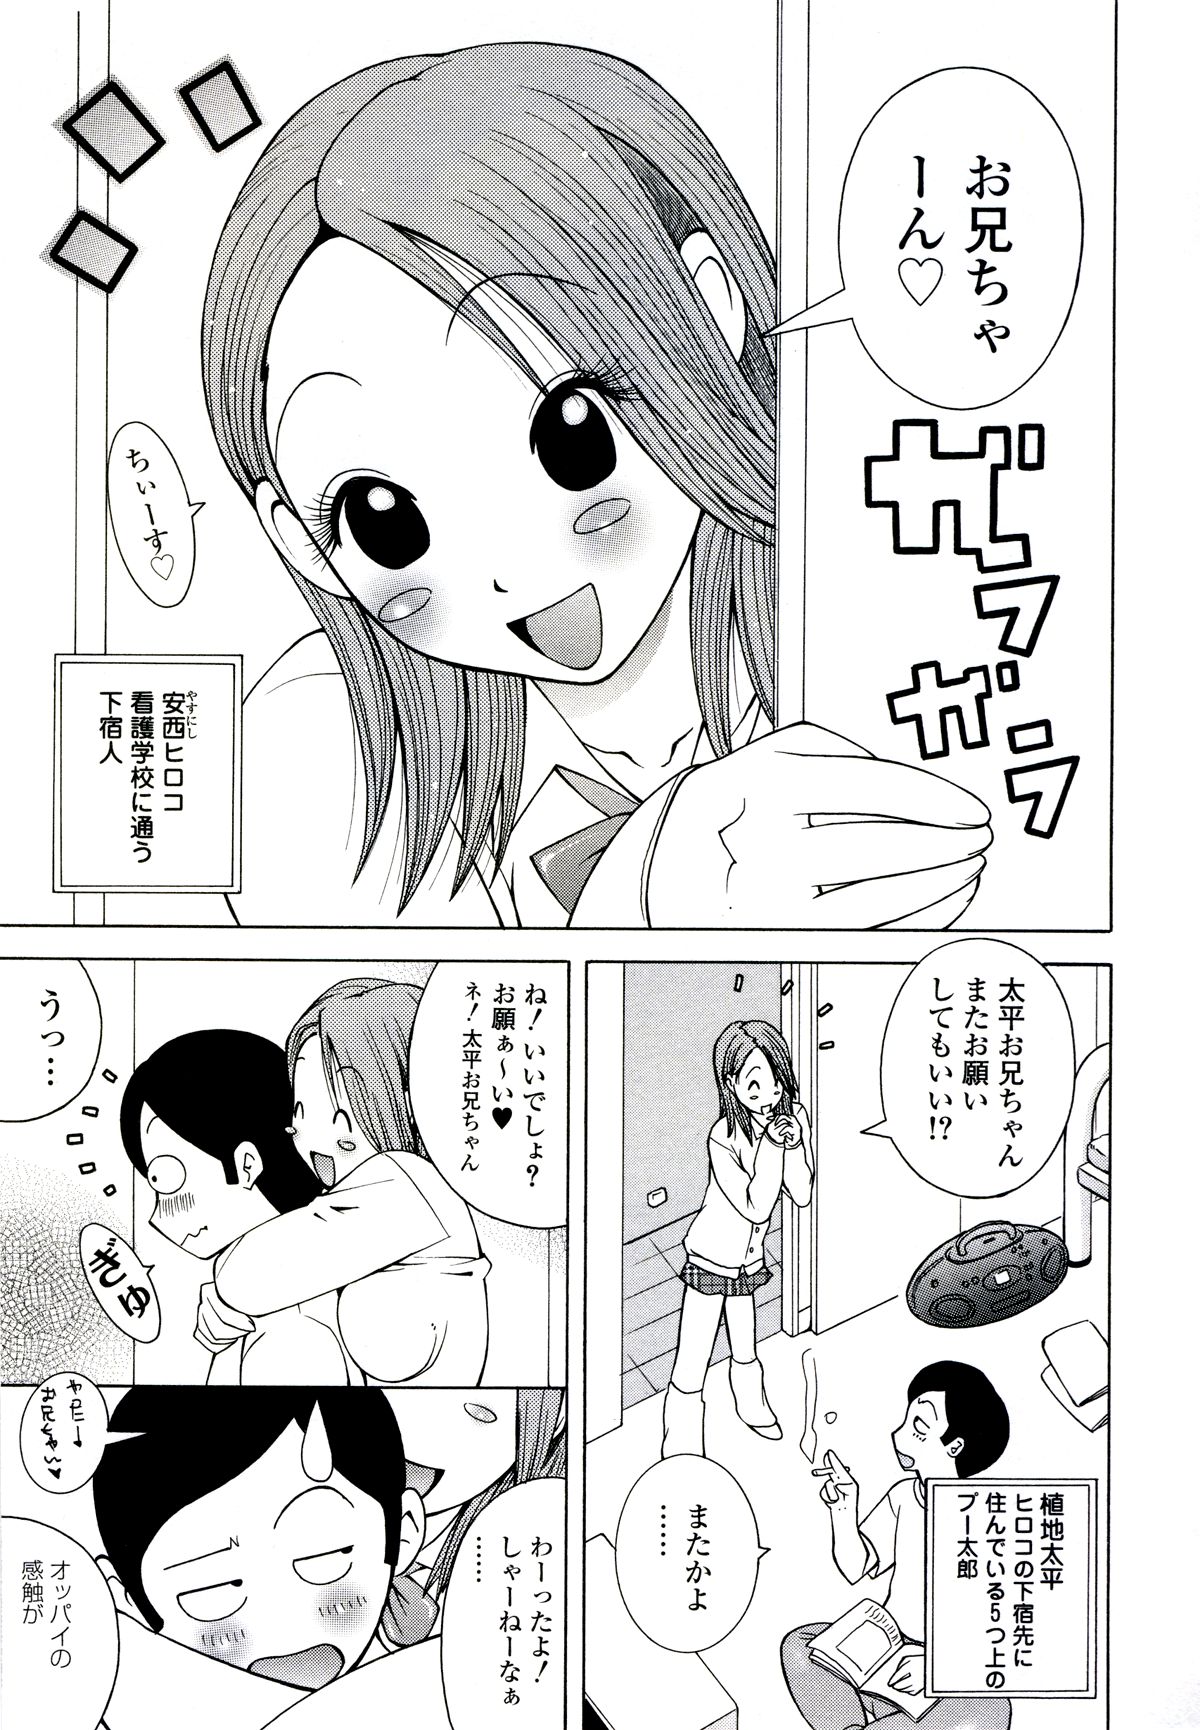 お兄ちゃ
ーん♡
ガラ
ガラ
ちぃーす♡
やすにし
安西ヒロコ
看護学校に通う
下宿人
太平お兄ちゃん
またお願い
してもいい!?
植地太平
ヒロコの下宿先に
住んでいる5つ上の
プー太郎
またかよ
……
ね!いいでしょ?
お願ぁ〜い♥
ネ!太平お兄ちゃん
うっ…
ぎゅ
わーったよ!
しゃーねーなぁ
……
やたー
お兄ちゃん♥
オッパイの
感触が